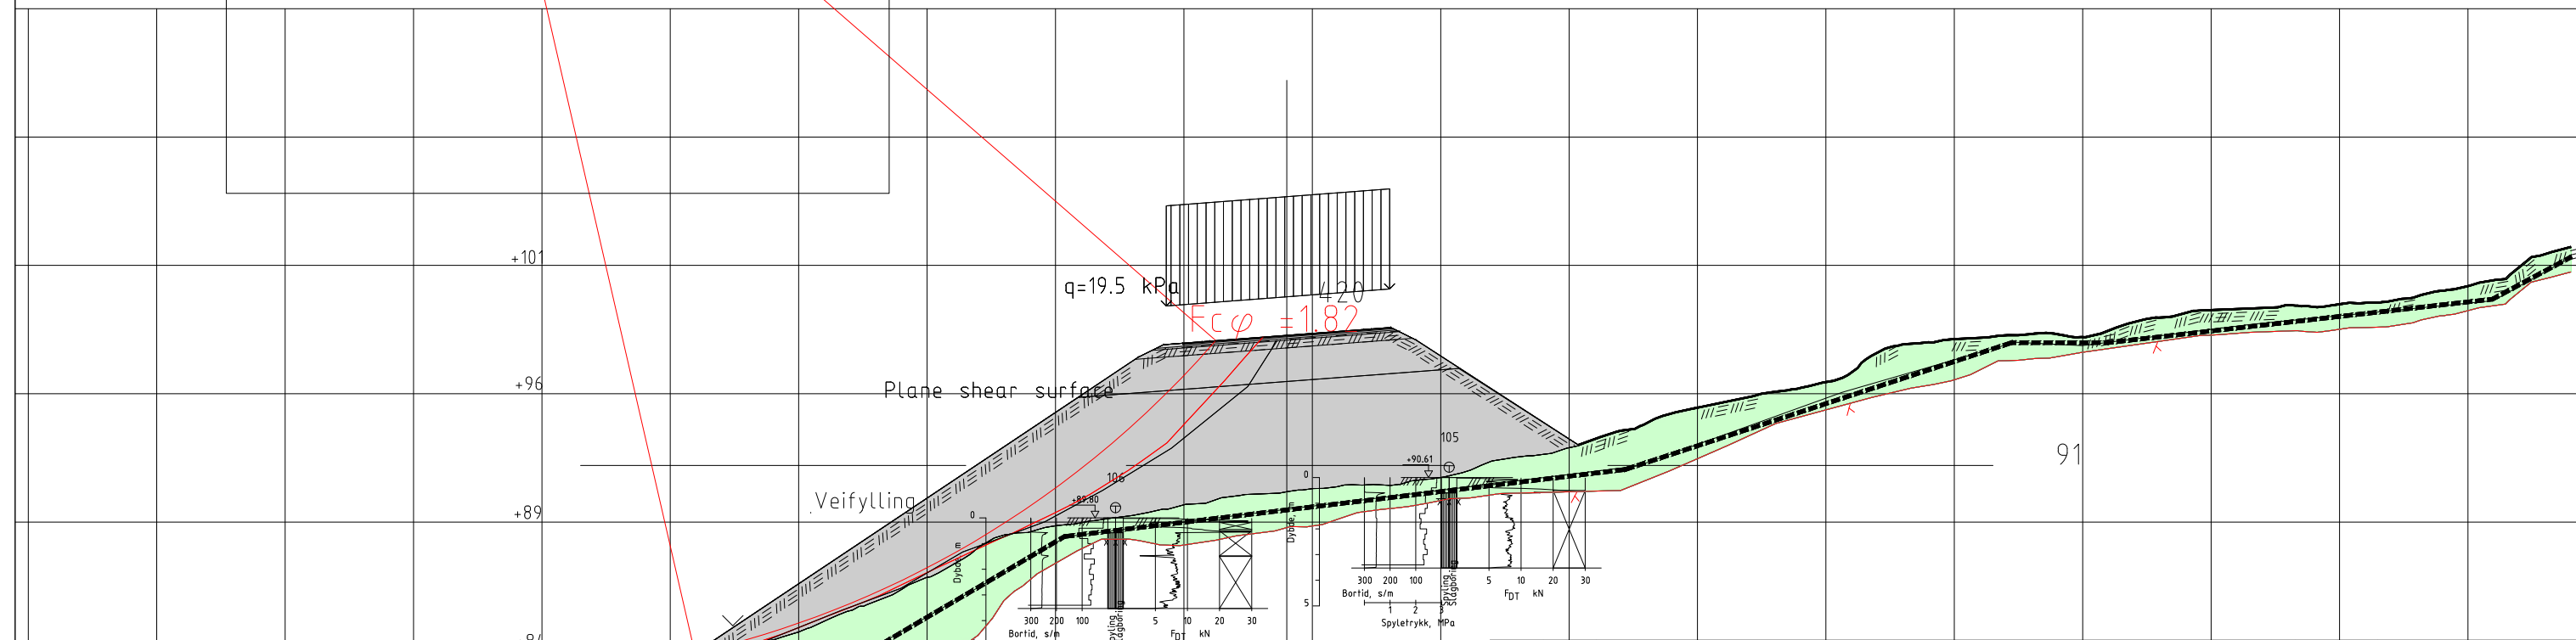 +101
q=19.5 kPa
420
Fcφ =1.82
+96
Plane shear surface
105
91
+90.61
106
Veifylling
+89.80
+89
0
0
Dybde, m
Dybde, m
5
300 200 100
5 10 20 30
Bortid, s/m
FDT kN
Spyling
Slagboring
1 2 3
Spyletrykk, MPa
300 200 100
5 10 20 30
Bortid, s/m
FDT kN